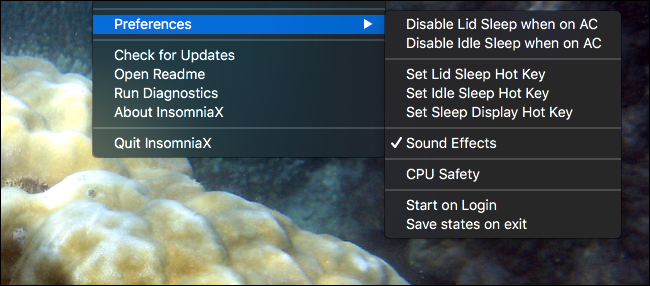 Preferences
Check for Updates
Open Readme
Run Diagnostics
About InsomniaX
Quit InsomniaX
Disable Lid Sleep when on AC
Disable Idle Sleep when on AC
Set Lid Sleep Hot Key
Set Idle Sleep Hot Key
Set Sleep Display Hot Key
Sound Effects
CPU Safety
Start on Login
Save states on exit